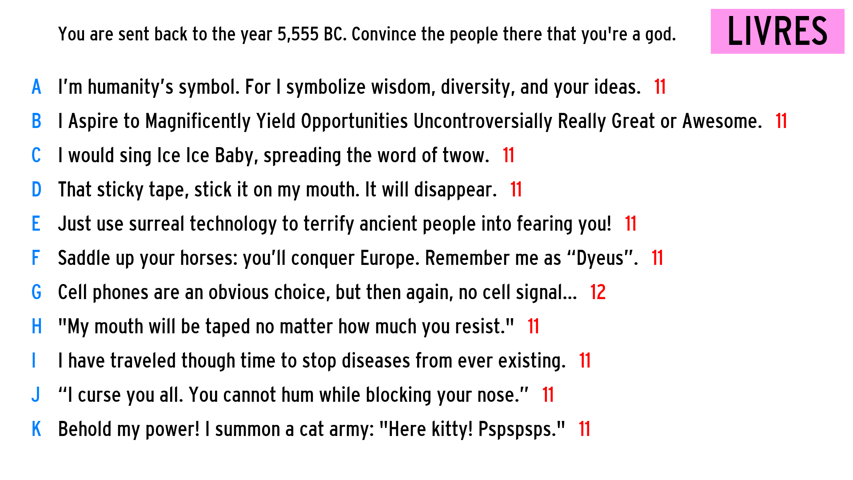 You are sent back to the year 5,555 BC. Convince the people there that you're a god.
LIVRES
A I'm humanity's symbol. For I symbolize wisdom, diversity, and your ideas. 11
B I Aspire to Magnificently Yield Opportunities Uncontroversially Really Great or Awesome. 11
C I would sing Ice Ice Baby, spreading the word of twow. 11
D That sticky tape, stick it on my mouth. It will disappear. 11
E Just use surreal technology to terrify ancient people into fearing you! 11
F Saddle up your horses: you'll conquer Europe. Remember me as “Dyeus”. 11
G Cell phones are an obvious choice, but then again, no cell signal... 12
H "My mouth will be taped no matter how much you resist." 11
I I have traveled though time to stop diseases from ever existing. 11
J “I curse you all. You cannot hum while blocking your nose.” 11
K Behold my power! I summon a cat army: "Here kitty! Pspspsps." 11